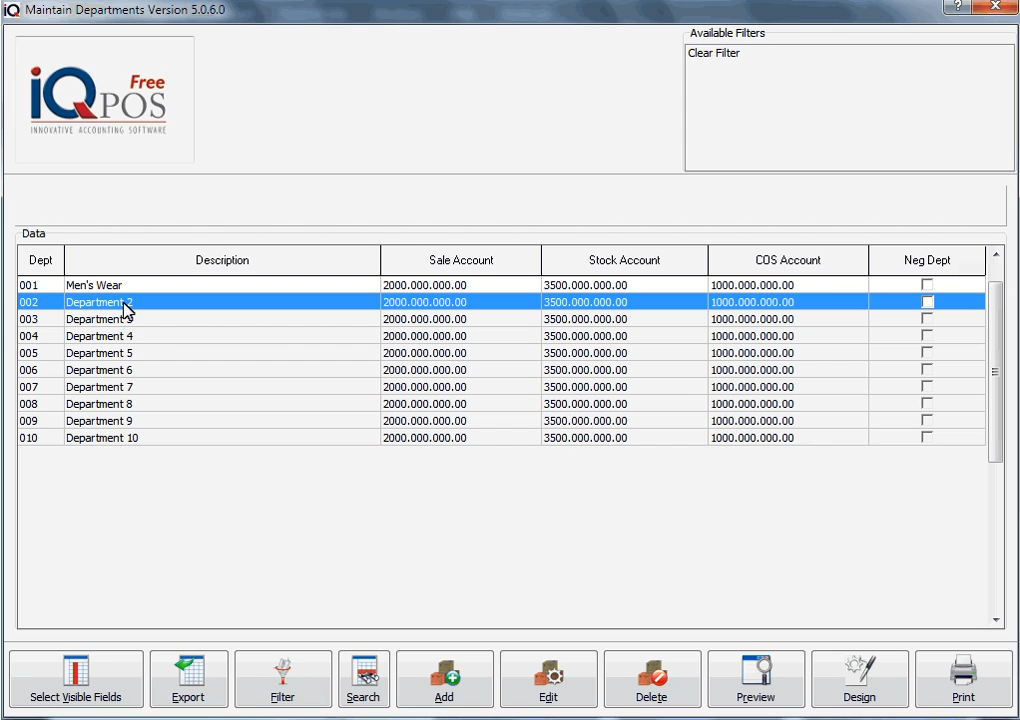 iQ Maintain Departments Version 5.0.6.0
?
Available Filters
Clear Filter
iQ Free
POS
INNOVATIVE ACCOUNTING SOFTWARE
Data
Dept Description Sale Account Stock Account COS Account Neg Dept
001 Men's Wear 2000.000.000.00 3500.000.000.00 1000.000.000.00
002 Department 2 2000.000.000.00 3500.000.000.00 1000.000.000.00
003 Department 3 2000.000.000.00 3500.000.000.00 1000.000.000.00
004 Department 4 2000.000.000.00 3500.000.000.00 1000.000.000.00
005 Department 5 2000.000.000.00 3500.000.000.00 1000.000.000.00
006 Department 6 2000.000.000.00 3500.000.000.00 1000.000.000.00
007 Department 7 2000.000.000.00 3500.000.000.00 1000.000.000.00
008 Department 8 2000.000.000.00 3500.000.000.00 1000.000.000.00
009 Department 9 2000.000.000.00 3500.000.000.00 1000.000.000.00
010 Department 10 2000.000.000.00 3500.000.000.00 1000.000.000.00
Select Visible Fields Export Filter Search Add Edit Delete Preview Design Print